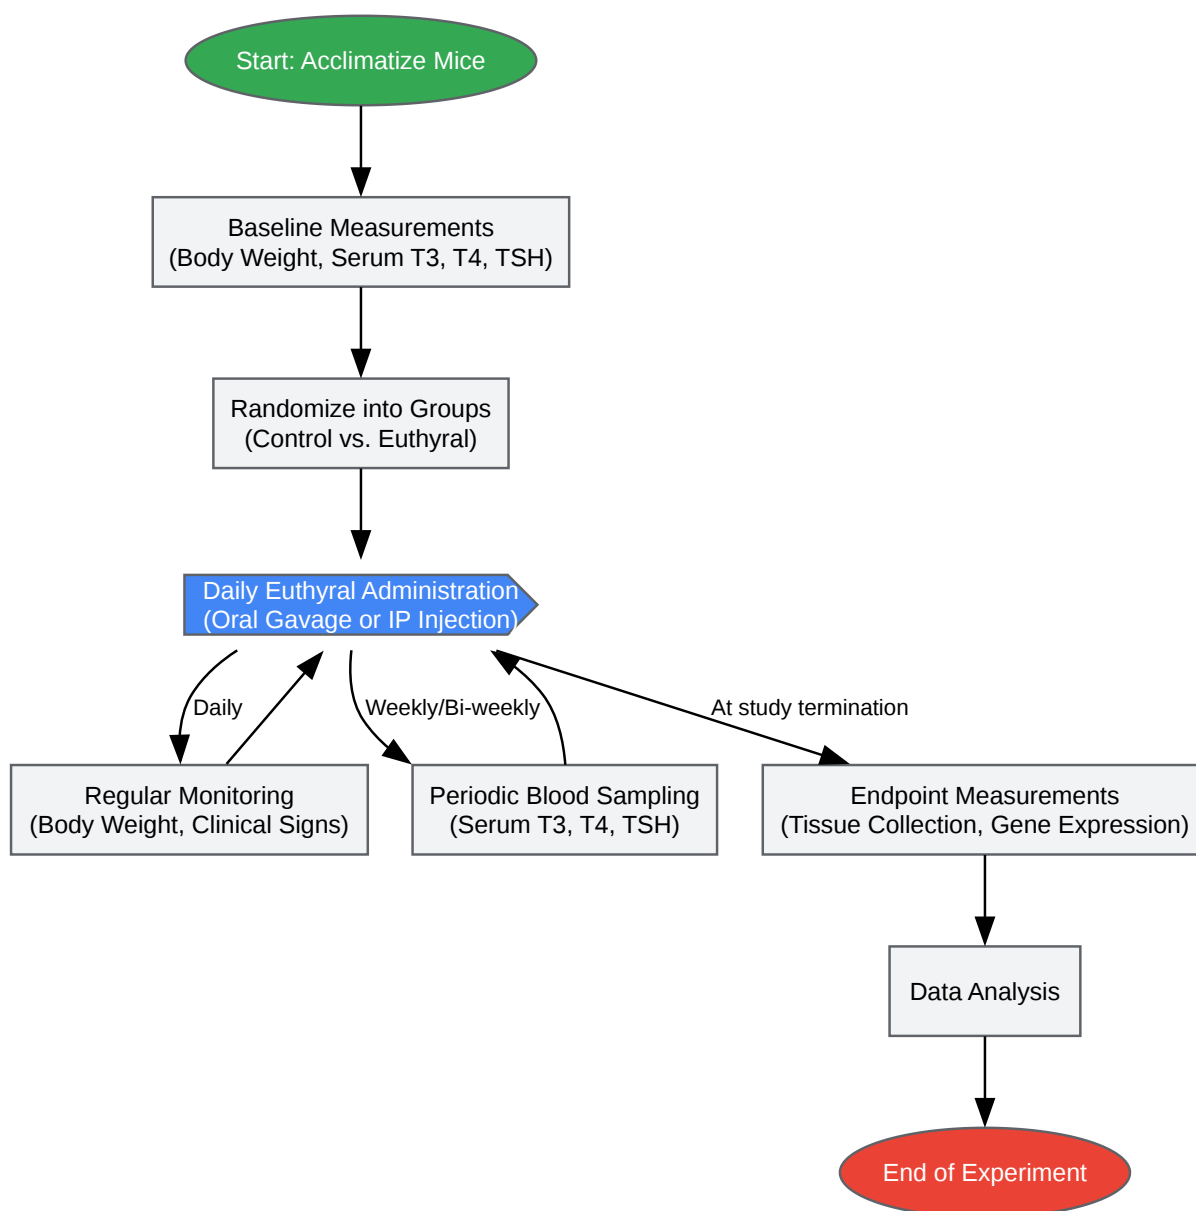 Start: Acclimatize Mice
Baseline Measurements
(Body Weight, Serum T3, T4, TSH)
Randomize into Groups
(Control vs. Euthyral)
Daily Euthyral Administration
(Oral Gavage or IP Injection)
Daily
Weekly/Bi-weekly
At study termination
Regular Monitoring
(Body Weight, Clinical Signs)
Periodic Blood Sampling
(Serum T3, T4, TSH)
Endpoint Measurements
(Tissue Collection, Gene Expression)
Data Analysis
End of Experiment